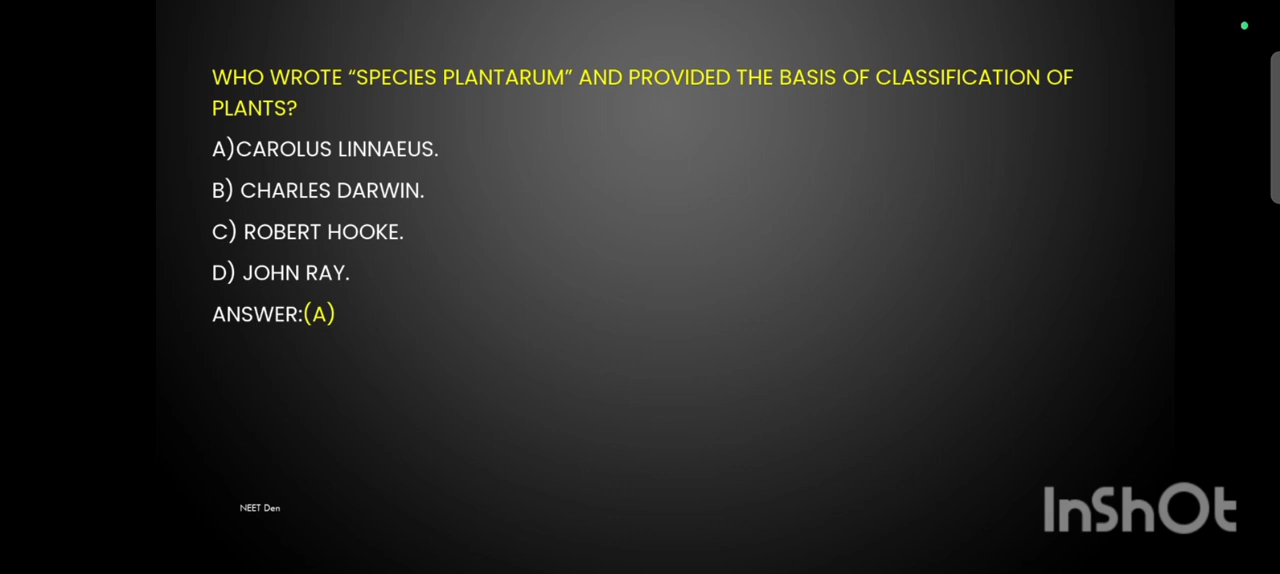 WHO WROTE “SPECIES PLANTARUM” AND PROVIDED THE BASIS OF CLASSIFICATION OF
PLANTS?
A)CAROLUS LINNAEUS.
B) CHARLES DARWIN.
C) ROBERT HOOKE.
D) JOHN RAY.
ANSWER:(A)
NEET Den
InShOt